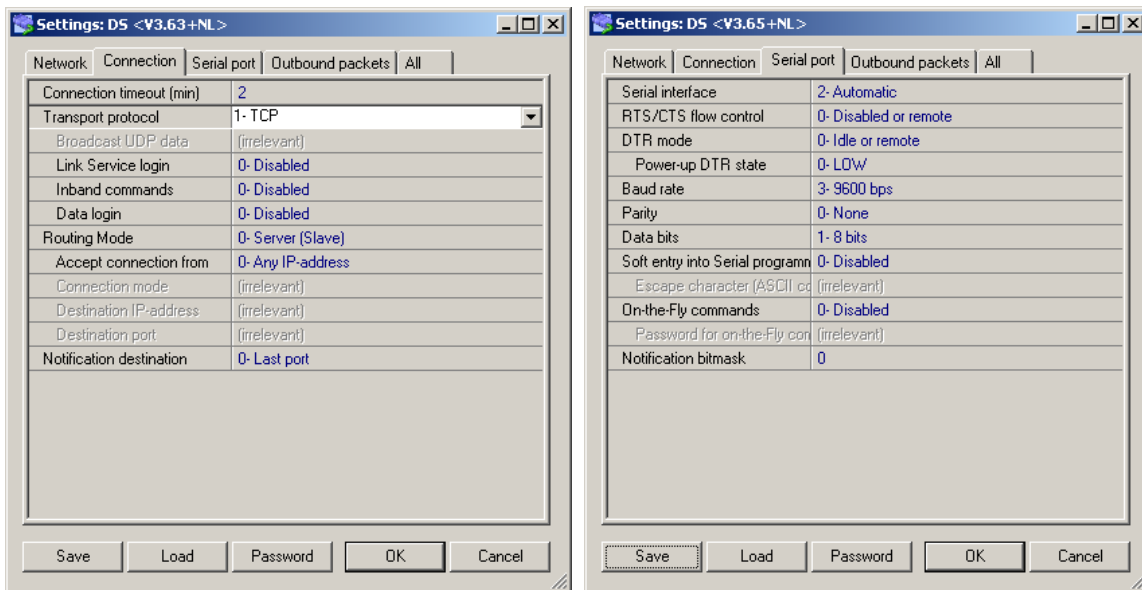 Settings: DS <V3.63+NL>
Network Connection Serial port Outbound packets All
Connection timeout (min) 2
Transport protocol 1- TCP
Broadcast UDP data (irrelevant)
Link Service login 0- Disabled
Inband commands 0- Disabled
Data login 0- Disabled
Routing Mode 0- Server (Slave)
Accept connection from 0- Any IP-address
Connection mode (irrelevant)
Destination IP-address (irrelevant)
Destination port (irrelevant)
Notification destination 0- Last port
Save Load Password OK Cancel
Settings: DS <V3.65+NL>
Network Connection Serial port Outbound packets All
Serial interface 2- Automatic
RTS/CTS flow control 0- Disabled or remote
DTR mode 0- Idle or remote
Power-up DTR state 0- LOW
Baud rate 3- 9600 bps
Parity 0- None
Data bits 1- 8 bits
Soft entry into Serial programn 0- Disabled
Escape character (ASCII cc (irrelevant)
On-the-Fly commands 0- Disabled
Password for on-the-Fly con (irrelevant)
Notification bitmask 0
Save Load Password OK Cancel